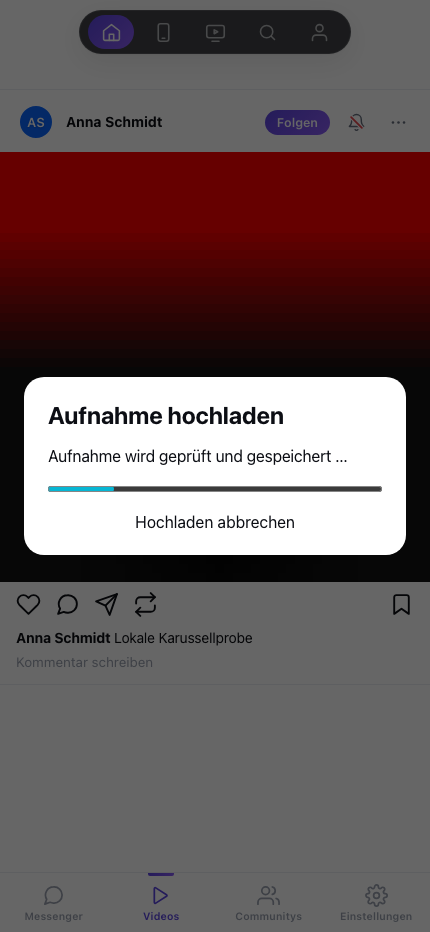 AS Anna Schmidt Folgen
Aufnahme hochladen
Aufnahme wird geprüft und gespeichert ...
Hochladen abbrechen
Anna Schmidt Lokale Karussellprobe
Kommentar schreiben
Messenger Videos Communitys Einstellungen